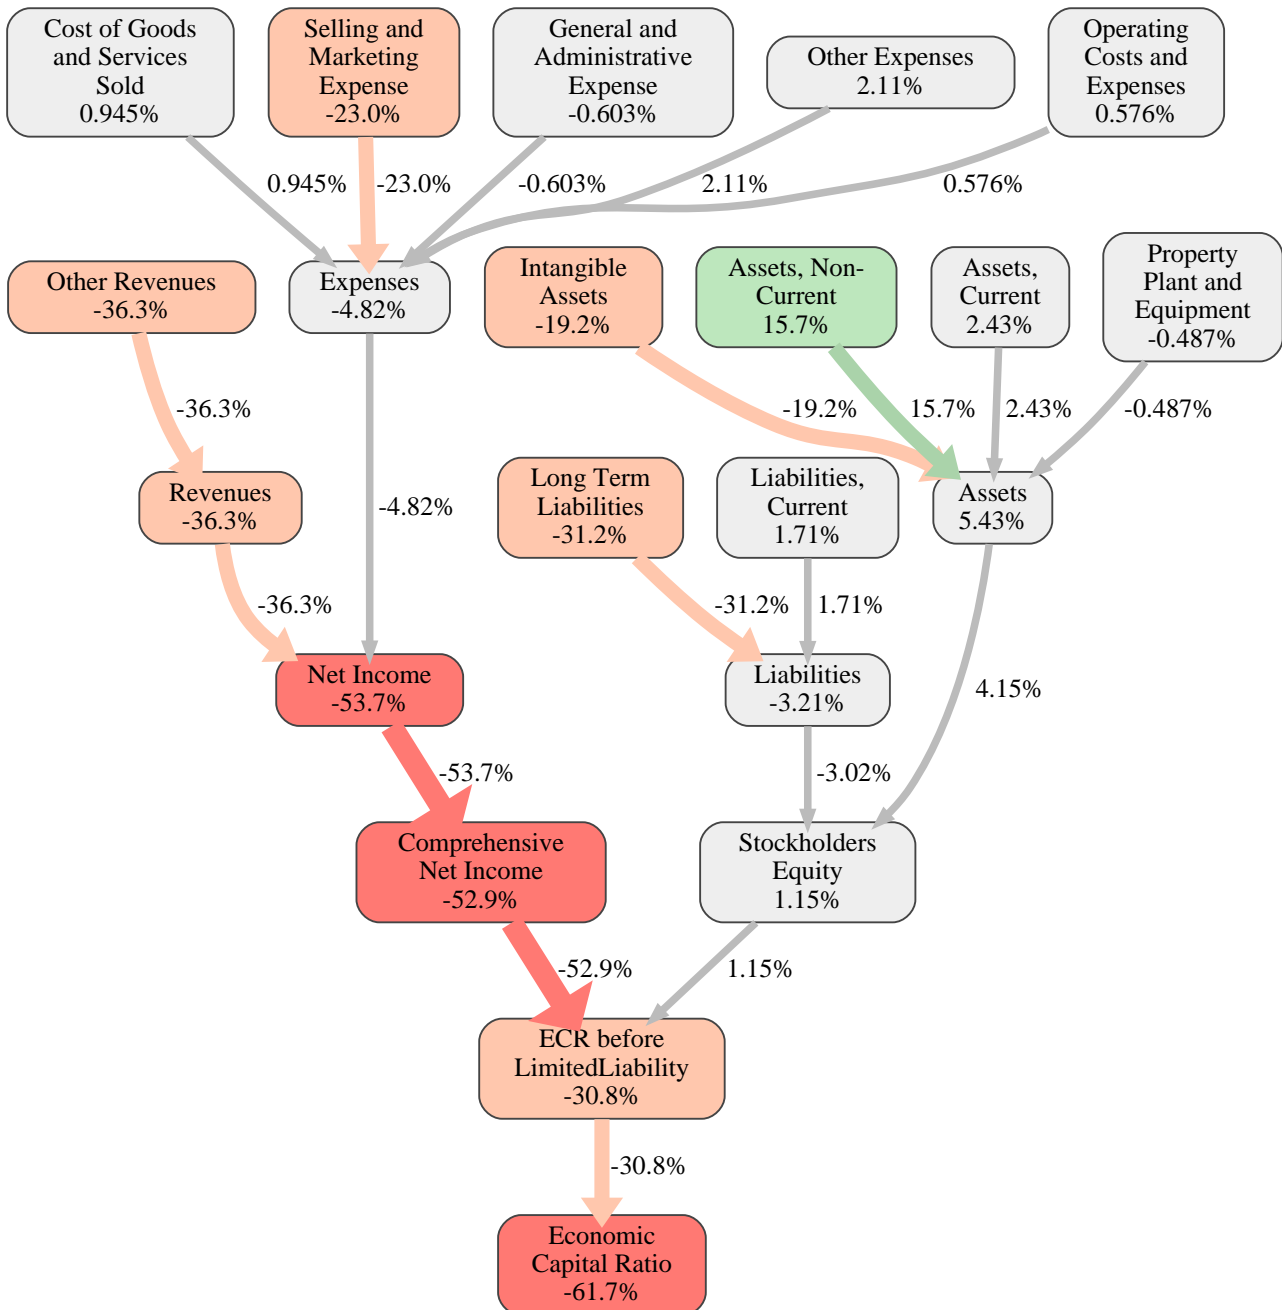 Cost of Goods
and Services
Sold
0.945%
Selling and
Marketing
Expense
-23.0%
General and
Administrative
Expense
-0.603%
Other Expenses
2.11%
Operating
Costs and
Expenses
0.576%
0.945%
-23.0%
-0.603%
2.11%
0.576%
Other Revenues
-36.3%
Expenses
-4.82%
Intangible
Assets
-19.2%
Assets, Non-
Current
15.7%
Assets,
Current
2.43%
Property
Plant and
Equipment
-0.487%
-36.3%
-19.2%
15.7%
2.43%
-0.487%
Revenues
-36.3%
-4.82%
Long Term
Liabilities
-31.2%
Liabilities,
Current
1.71%
Assets
5.43%
-36.3%
-31.2%
1.71%
Net Income
-53.7%
Liabilities
-3.21%
4.15%
-53.7%
-3.02%
Comprehensive
Net Income
-52.9%
Stockholders
Equity
1.15%
-52.9%
1.15%
ECR before
LimitedLiability
-30.8%
-30.8%
Economic
Capital Ratio
-61.7%